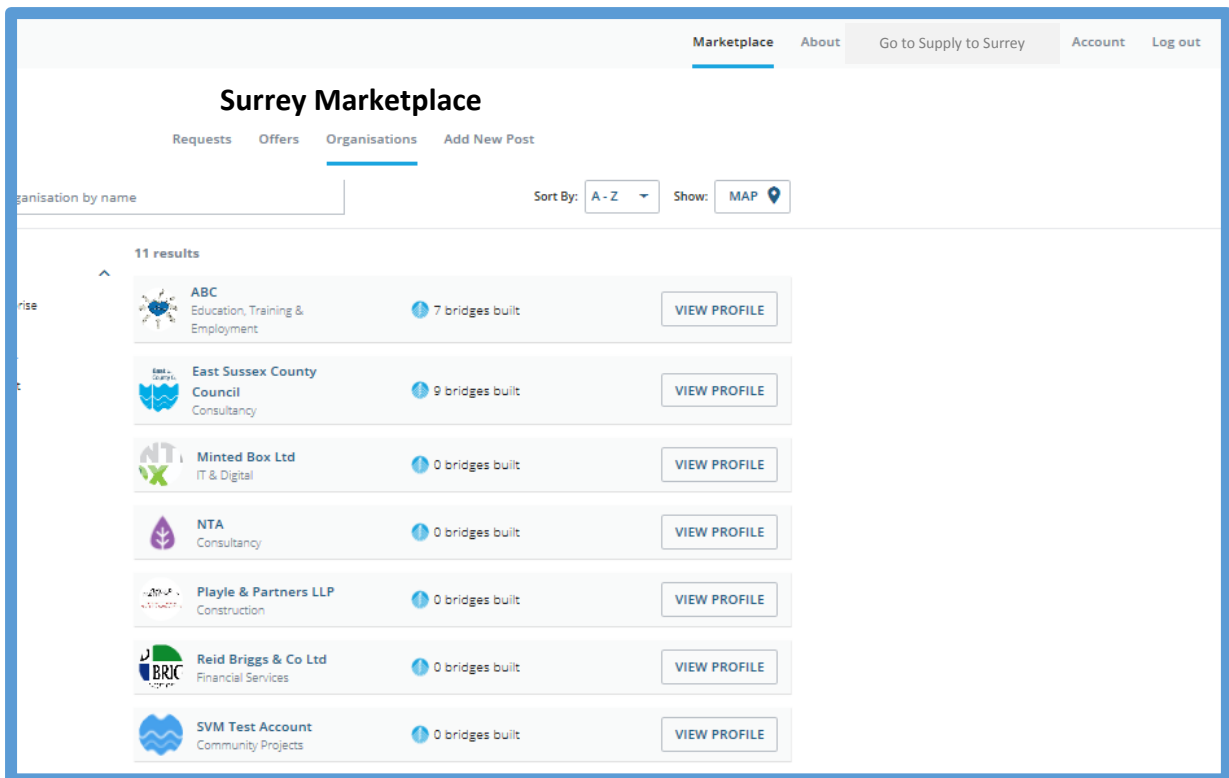 Marketplace About Go to Supply to Surrey Account Log out
Surrey Marketplace
Requests Offers Organisations Add New Post
ganisation by name
Sort By: A - Z Show: MAP
11 results
rise
t
ABC
Education, Training &
Employment
7 bridges built
VIEW PROFILE
East Sussex County
Council
Consultancy
9 bridges built
VIEW PROFILE
Minted Box Ltd
IT & Digital
0 bridges built
VIEW PROFILE
NTA
Consultancy
0 bridges built
VIEW PROFILE
Playle & Partners LLP
Construction
0 bridges built
VIEW PROFILE
BRIC
Reid Briggs & Co Ltd
Financial Services
0 bridges built
VIEW PROFILE
SVM Test Account
Community Projects
0 bridges built
VIEW PROFILE